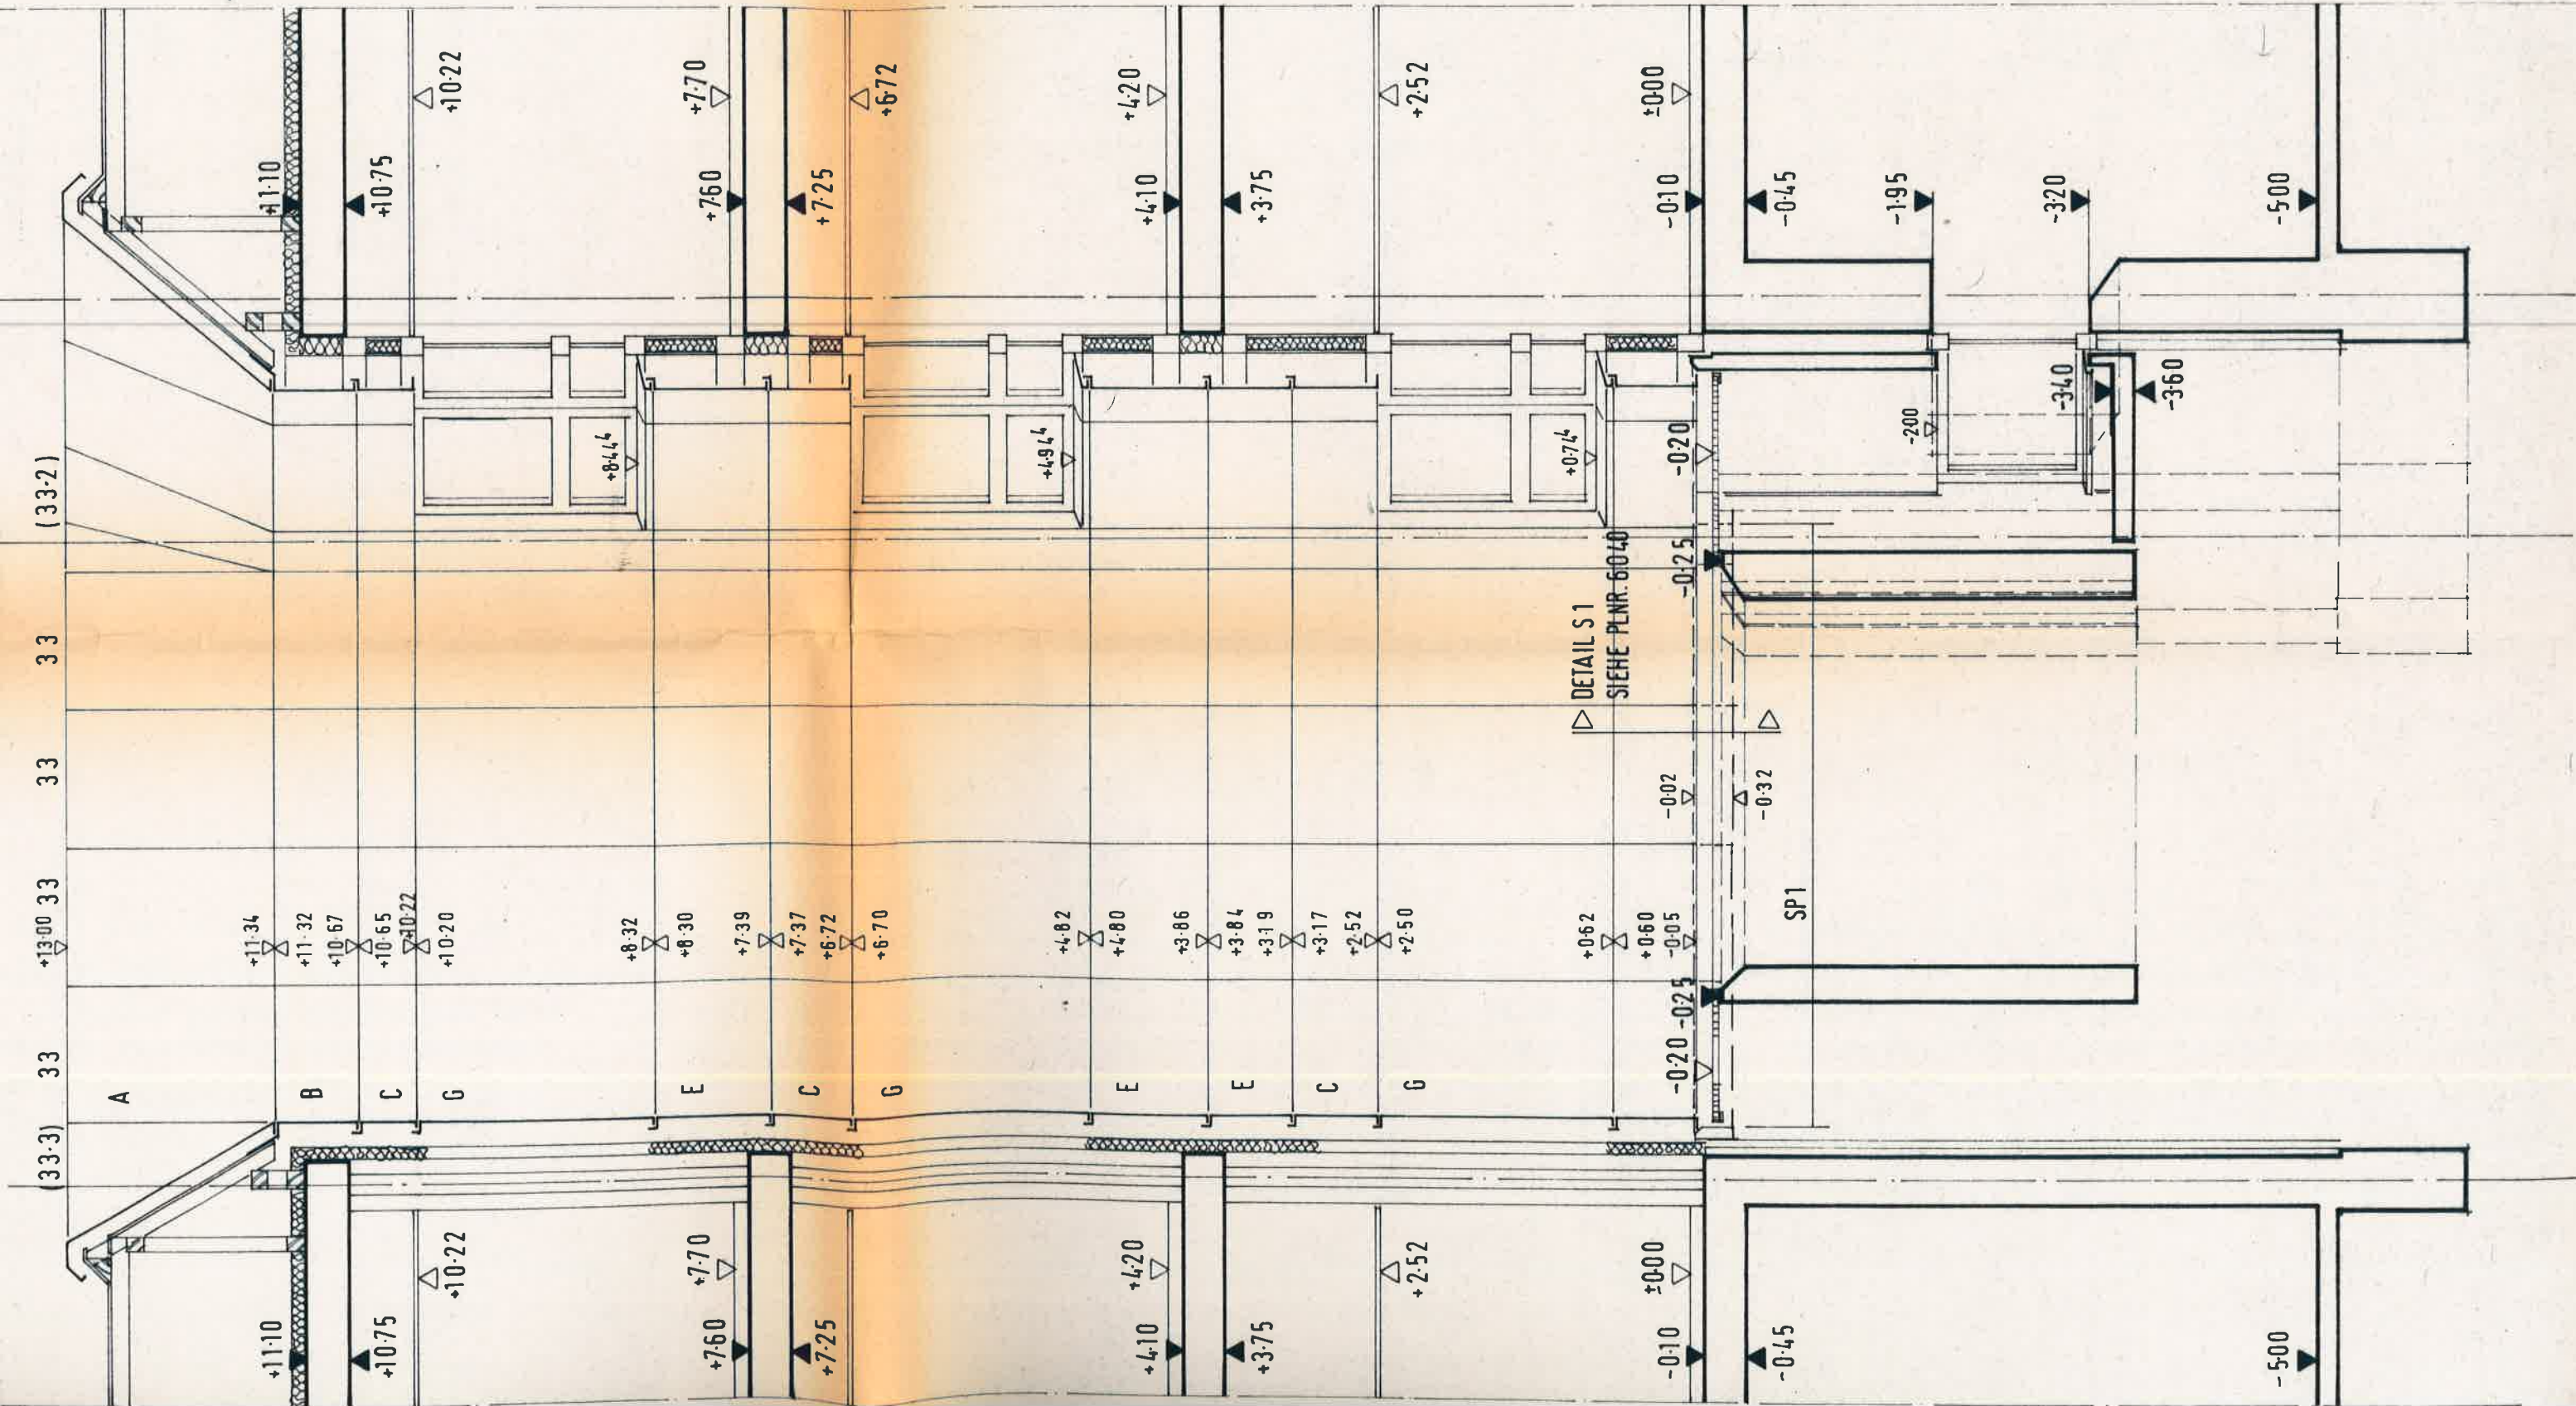 (33·3) 33 33 33 33 (33·2)
+13·00
A
+11·10 +11·34 +11·10
B +11·32
+10·67
+10·75 C +10·65 +10·75
+10·22
+10·22 G +10·20 +10·22
+8·44⁴
+8·32
+7·70 E +8·30 +7·70
+7·60 +7·60
+7·39
C +7·37
+7·25 +6·72 +7·25
G +6·70 +6·72
+4·94⁴
+4·82
+4·20 E +4·80 +4·20
+4·10 +4·10
+3·86
E +3·84
+3·75 +3·19 +3·75
C +3·17
+2·52
+2·52 G +2·50 +2·52
+0·74⁴
DETAIL S1
+0·62
SIEHE PLNR. 6040
±0·00 +0·60 ±0·00
-0·10 -0·05 -0·02 -0·10
-0·20 -0·25 -0·25 -0·20
-0·32
-0·45 -0·45
SP1
-1·95
-2·00
-3·40 -3·20
-3·60
-5·00 -5·00